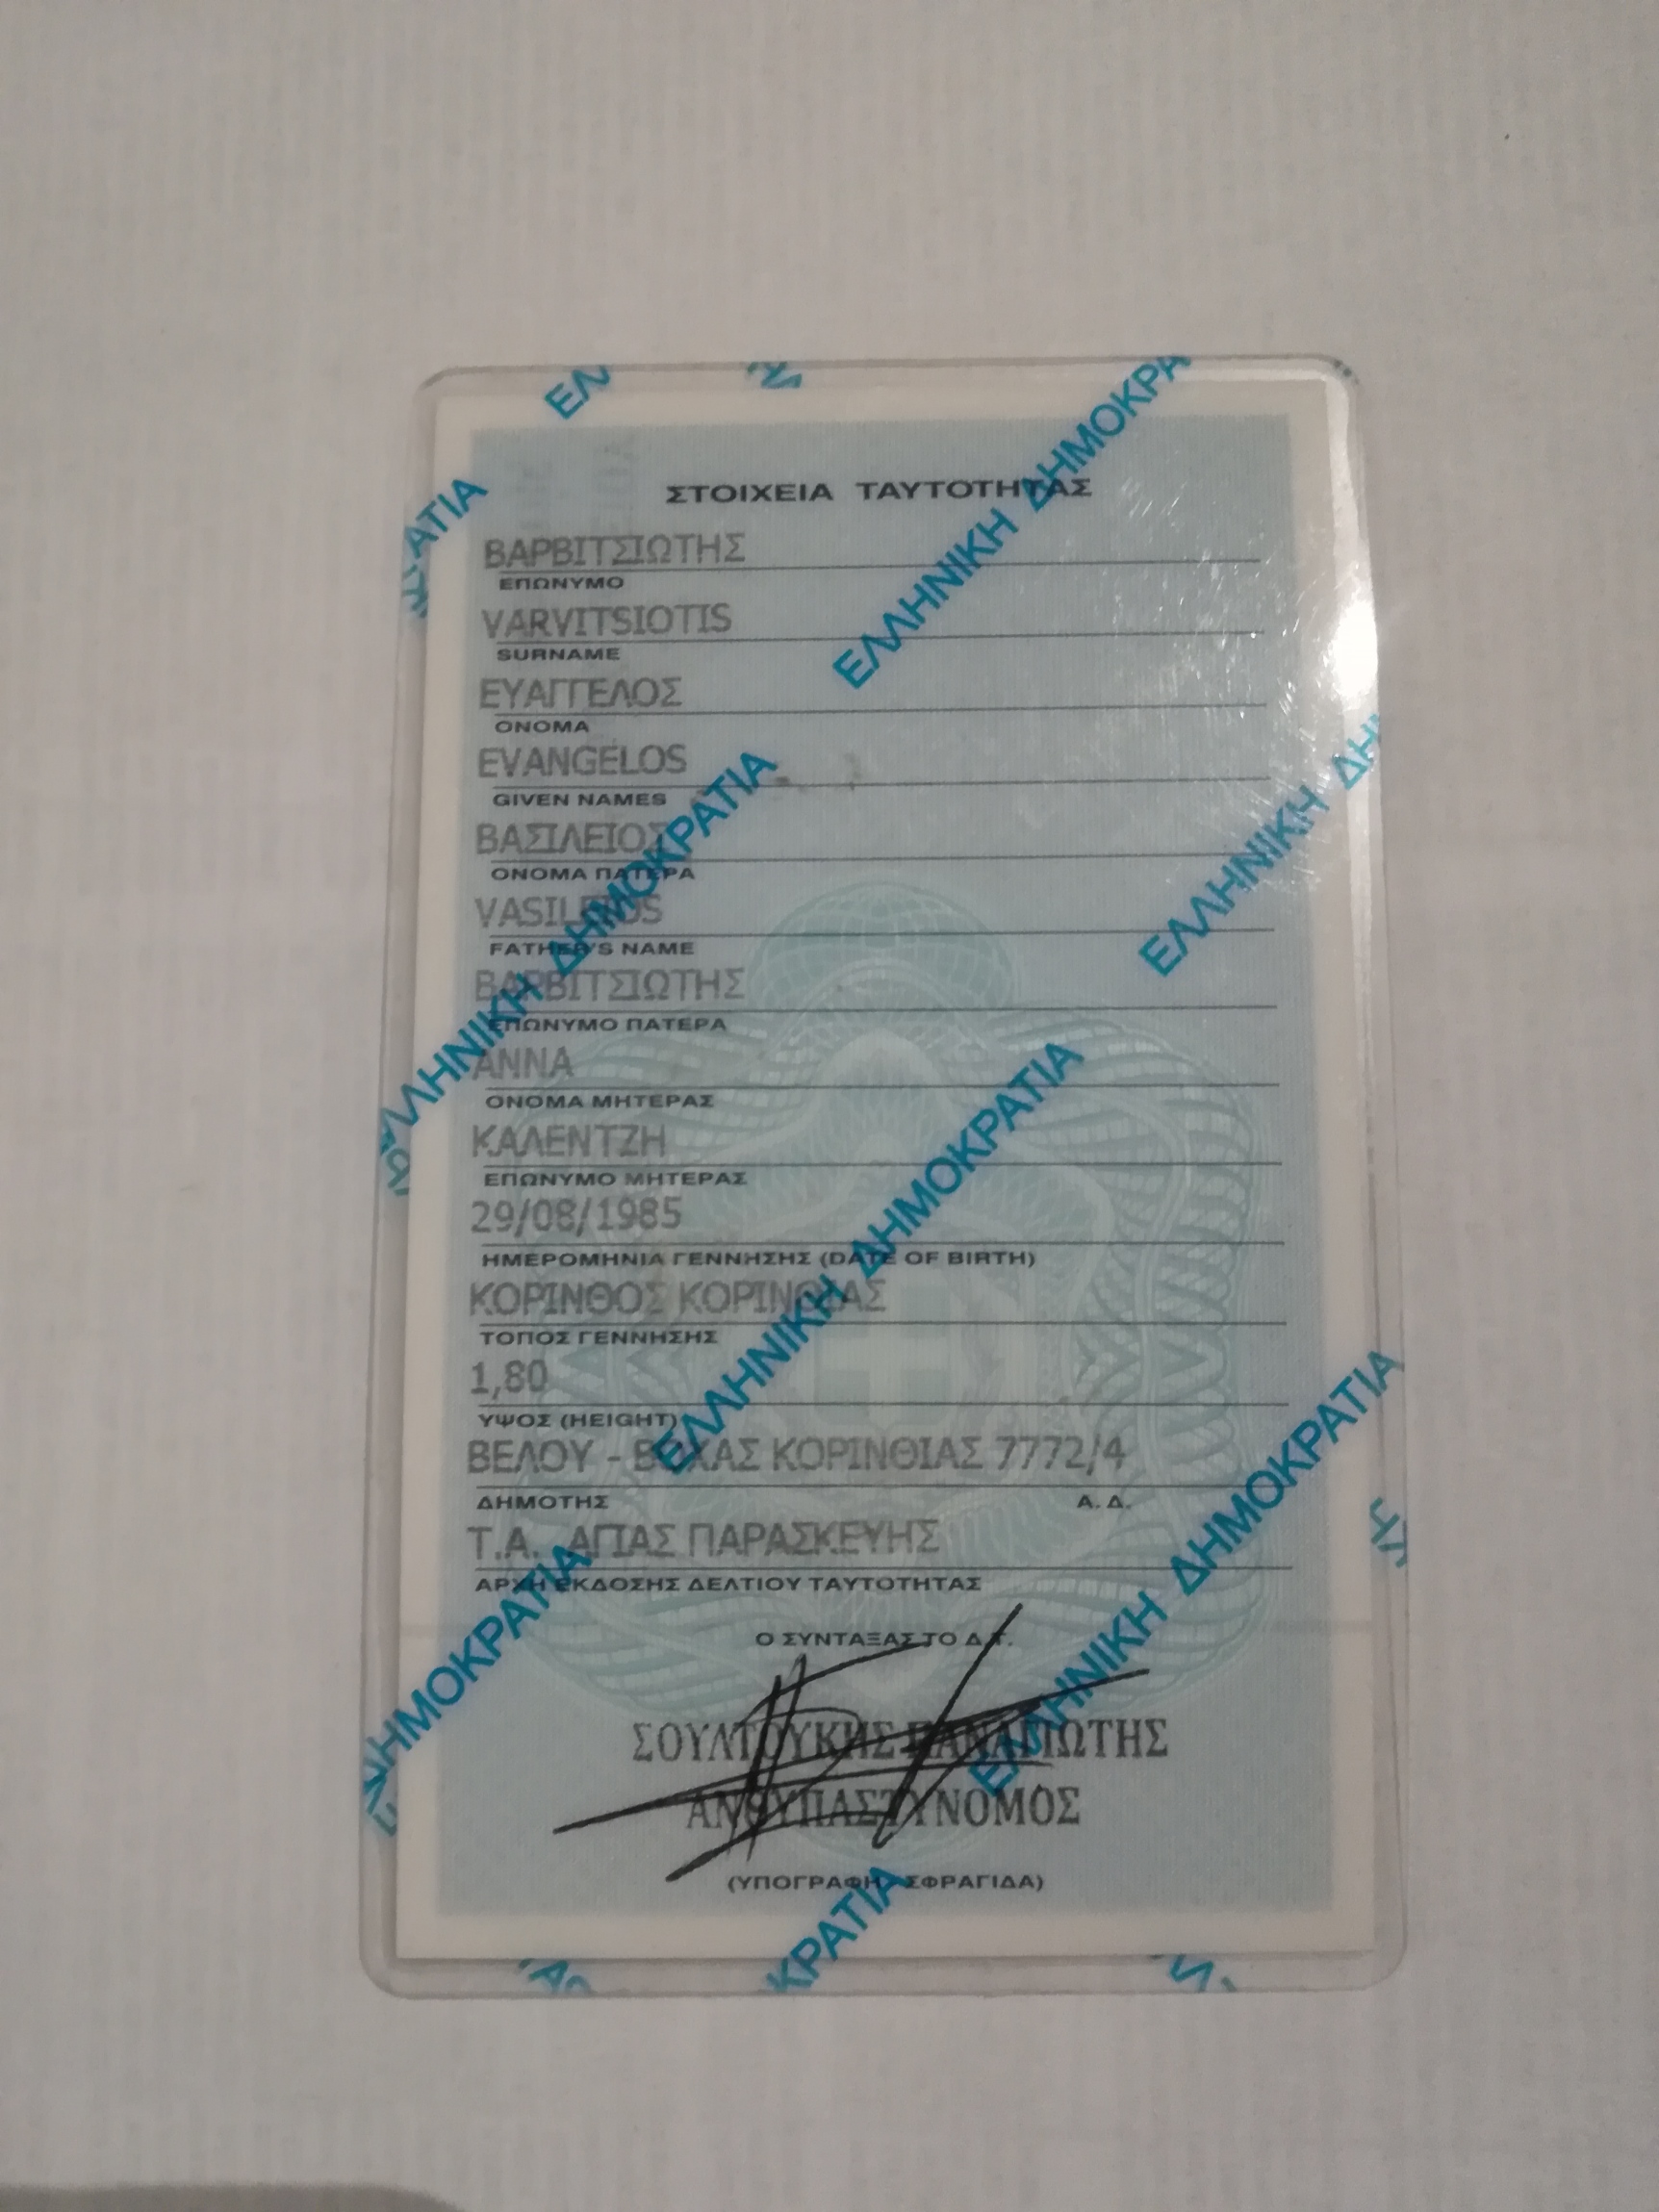 ΣΤΟΙΧΕΙΑ ΤΑΥΤΟΤΗΤΑΣ
ΒΑΡΒΙΤΣΙΩΤΗΣ
ΕΠΩΝΥΜΟ
VARVITSIOTIS
SURNAME
ΕΥΑΓΓΕΛΟΣ
ΟΝΟΜΑ
EVANGELOS
GIVEN NAMES
ΒΑΣΙΛΕΙΟΣ
ΟΝΟΜΑ ΠΑΤΕΡΑ
VASILEIOS
FATHER'S NAME
ΒΑΡΒΙΤΣΙΩΤΗΣ
ΕΠΩΝΥΜΟ ΠΑΤΕΡΑ
ΑΝΝΑ
ΟΝΟΜΑ ΜΗΤΕΡΑΣ
ΚΑΛΕΝΤΖΗ
ΕΠΩΝΥΜΟ ΜΗΤΕΡΑΣ
29/08/1985
ΗΜΕΡΟΜΗΝΙΑ ΓΕΝΝΗΣΗΣ (DATE OF BIRTH)
ΚΟΡΙΝΘΟΣ ΚΟΡΙΝΘΙΑΣ
ΤΟΠΟΣ ΓΕΝΝΗΣΗΣ
1,80
ΥΨΟΣ (HEIGHT)
ΒΕΛΟΥ - ΒΟΧΑΣ ΚΟΡΙΝΘΙΑΣ 7772/4
ΔΗΜΟΤΗΣ Α.Δ.
Τ.Α. ΑΓΙΑΣ ΠΑΡΑΣΚΕΥΗΣ
ΑΡΧΗ ΕΚΔΟΣΗΣ ΔΕΛΤΙΟΥ ΤΑΥΤΟΤΗΤΑΣ
Ο ΣΥΝΤΑΞΑΣ ΤΟ Δ.Τ.
ΣΟΥΛΤΟΥΚΗΣ ΠΑΝΑΓΙΩΤΗΣ
ΑΝΘΥΠΑΣΤΥΝΟΜΟΣ
(ΥΠΟΓΡΑΦΗ - ΣΦΡΑΓΙΔΑ)
ΕΛΛΗΝΙΚΗ ΔΗΜΟΚΡΑ
ΕΛΛΗΝΙΚΗ ΔΗΜΟΚΡΑΤΙΑ
ΕΛΛΗΝΙΚΗ ΔΗΜ
ΕΛΛΗΝΙΚΗ ΔΗΜΟΚΡΑΤΙΑ
ΕΛΛΗΝΙΚΗ ΔΗΜΟΚΡΑΤΙΑ
ΔΗΜΟΚΡΑΤΙΑ
ΚΡΑΤΙΑ